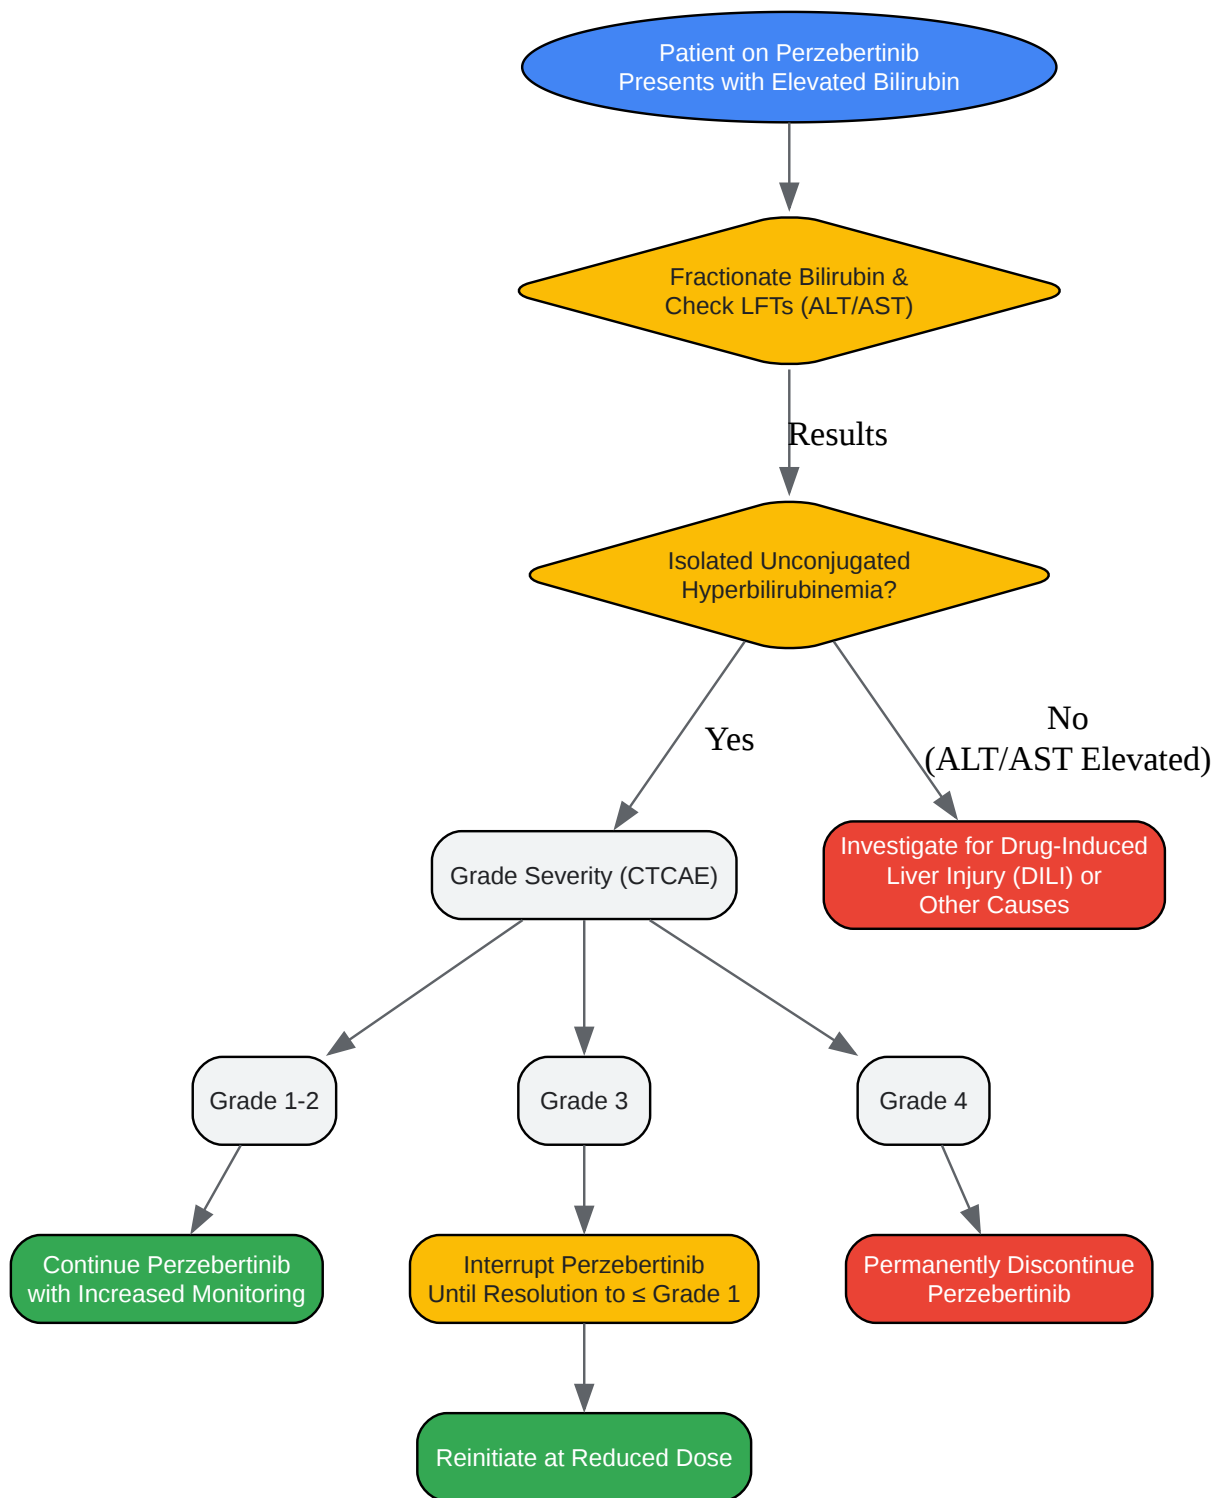 Patient on Perzebertinib
Presents with Elevated Bilirubin
Fractionate Bilirubin &
Check LFTs (ALT/AST)
Results
Isolated Unconjugated
Hyperbilirubinemia?
Yes
No
(ALT/AST Elevated)
Grade Severity (CTCAE)
Investigate for Drug-Induced
Liver Injury (DILI) or
Other Causes
Grade 1-2
Grade 3
Grade 4
Continue Perzebertinib
with Increased Monitoring
Interrupt Perzebertinib
Until Resolution to ≤ Grade 1
Permanently Discontinue
Perzebertinib
Reinitiate at Reduced Dose